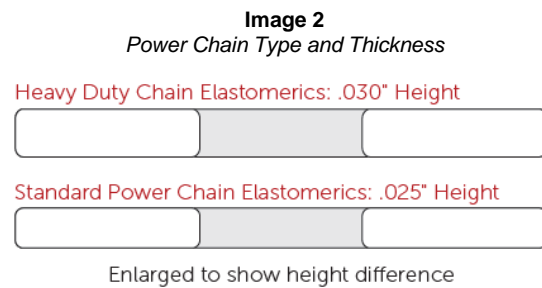 Image 2
Power Chain Type and Thickness
Heavy Duty Chain Elastomerics: .030" Height
Standard Power Chain Elastomerics: .025" Height
Enlarged to show height difference